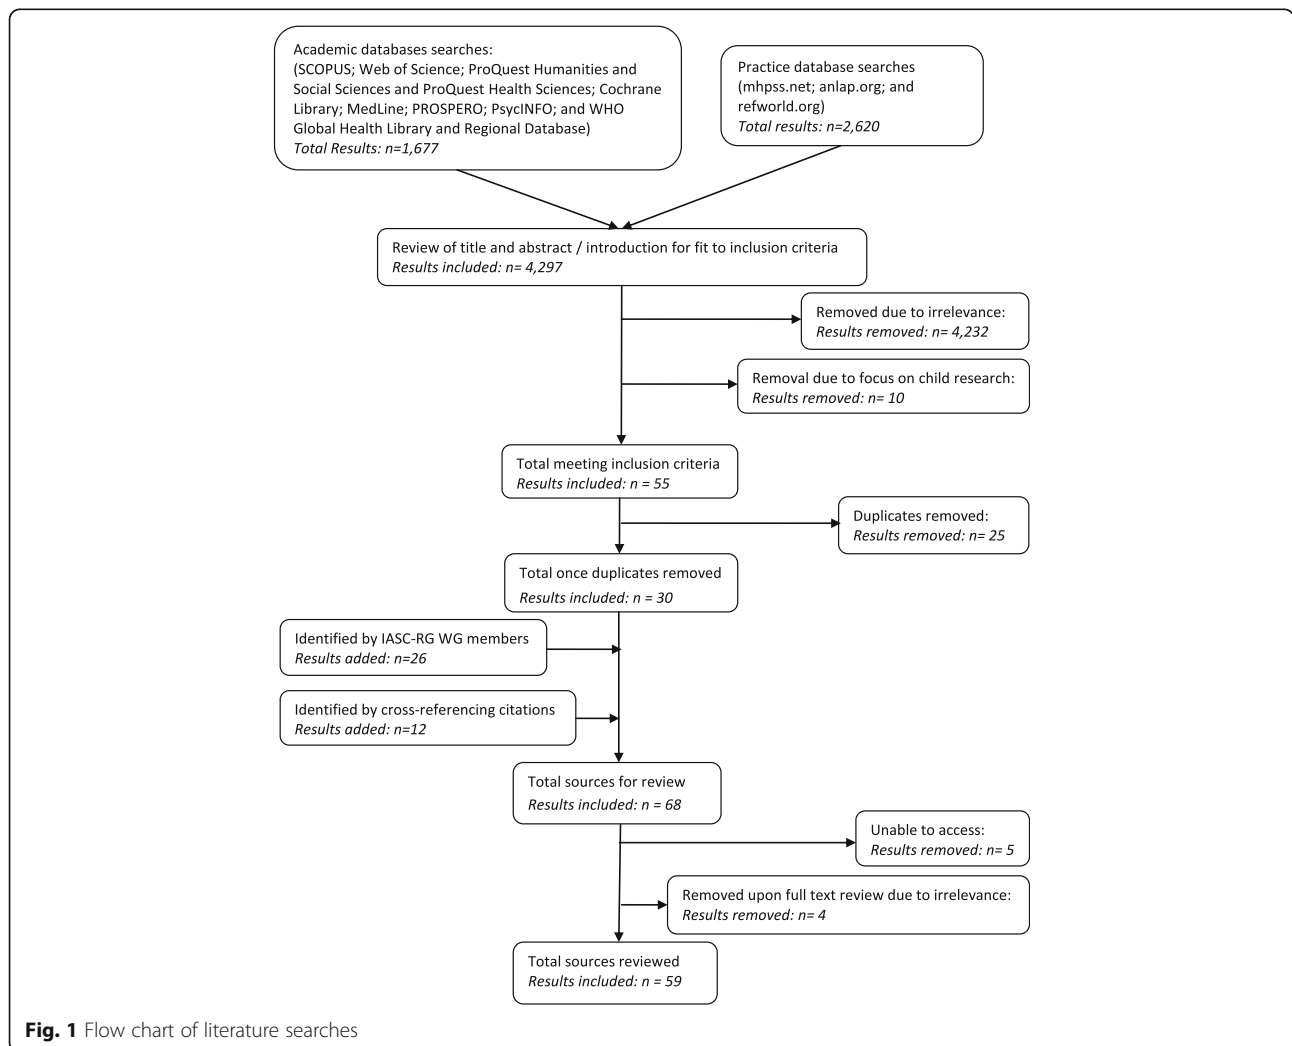 Academic databases searches:
(SCOPUS; Web of Science; ProQuest Humanities and
Social Sciences and ProQuest Health Sciences; Cochrane
Library; MedLine; PROSPERO; PsycINFO; and WHO
Global Health Library and Regional Database)
Total Results: n=1,677
Practice database searches
(mhpss.net; anlap.org; and
refworld.org)
Total results: n=2,620
Review of title and abstract / introduction for fit to inclusion criteria
Results included: n= 4,297
Removed due to irrelevance:
Results removed: n= 4,232
Removal due to focus on child research:
Results removed: n= 10
Total meeting inclusion criteria
Results included: n = 55
Duplicates removed:
Results removed: n= 25
Total once duplicates removed
Results included: n = 30
Identified by IASC-RG WG members
Results added: n=26
Identified by cross-referencing citations
Results added: n=12
Total sources for review
Results included: n = 68
Unable to access:
Results removed: n= 5
Removed upon full text review due to irrelevance:
Results removed: n= 4
Total sources reviewed
Results included: n = 59
Fig. 1 Flow chart of literature searches